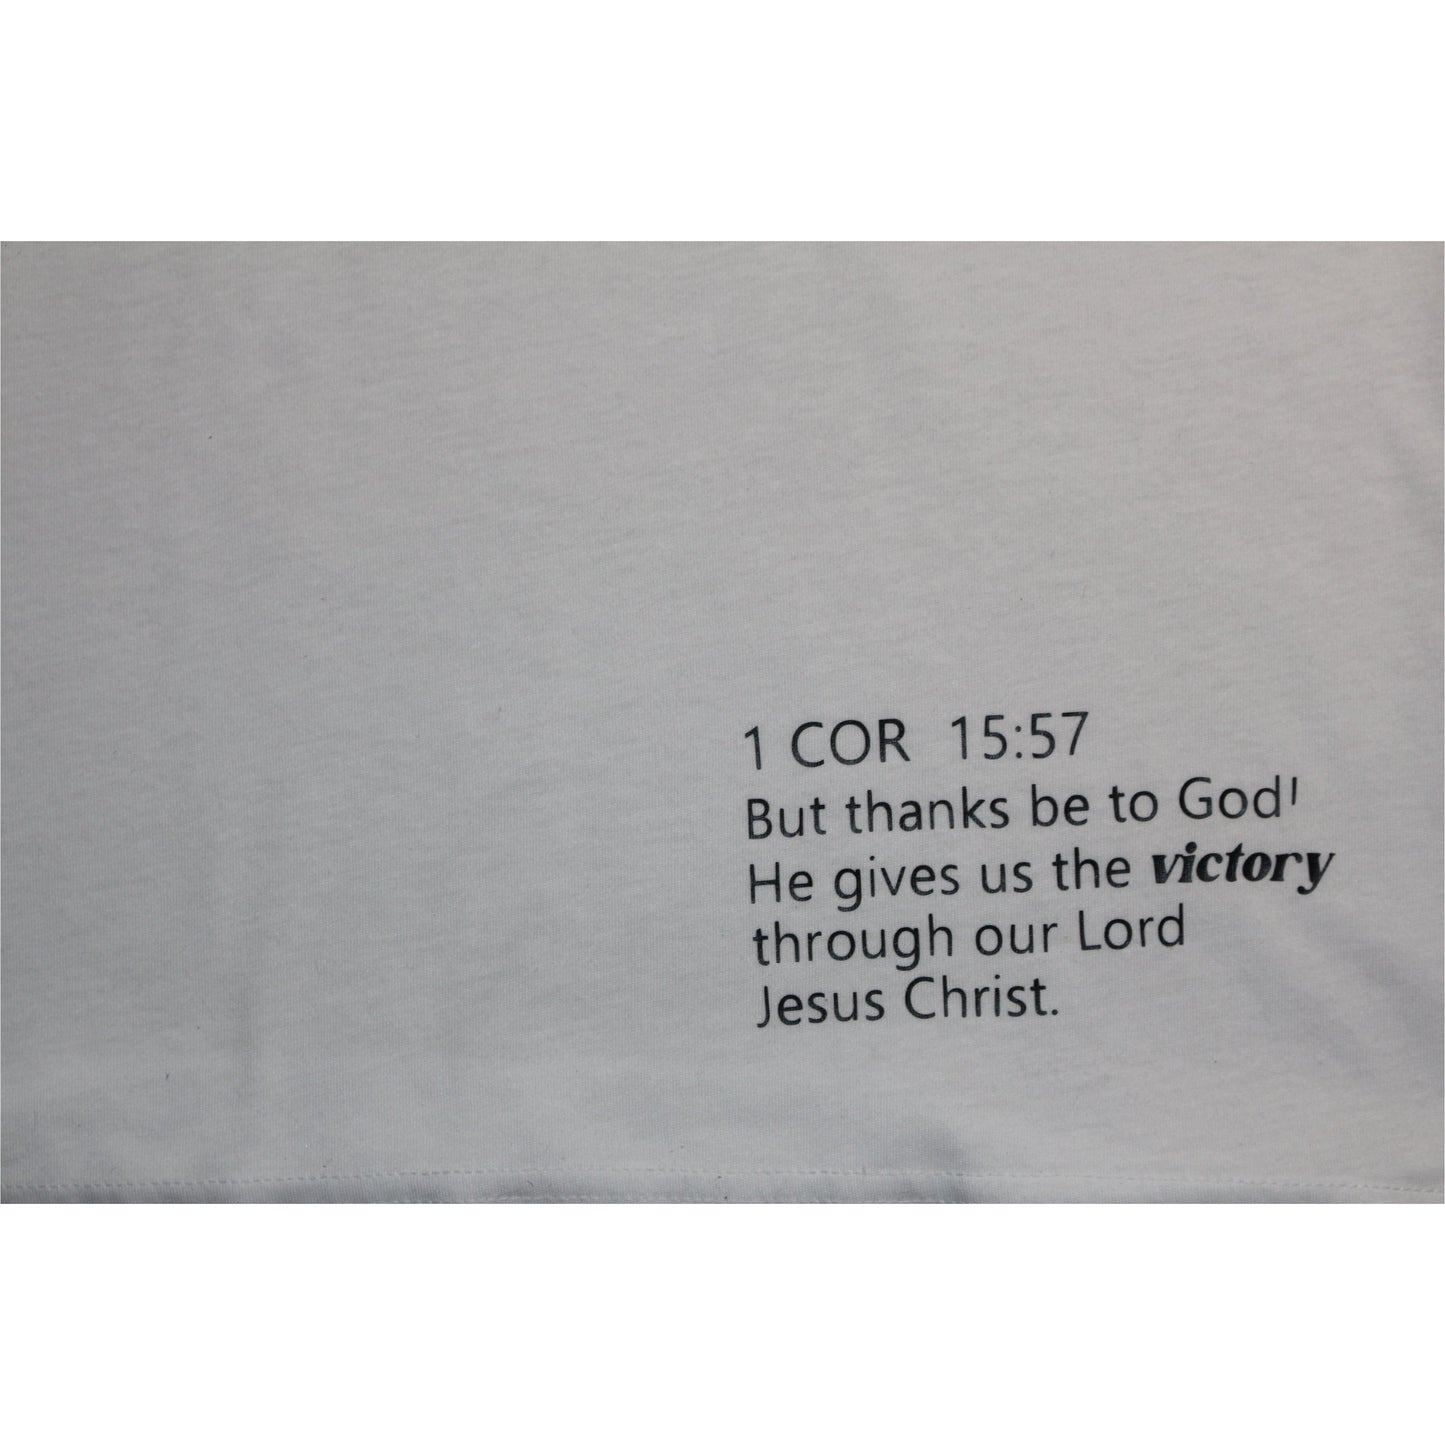 1 COR 15:57
But thanks be to God!
He gives us the victory
through our Lord
Jesus Christ.